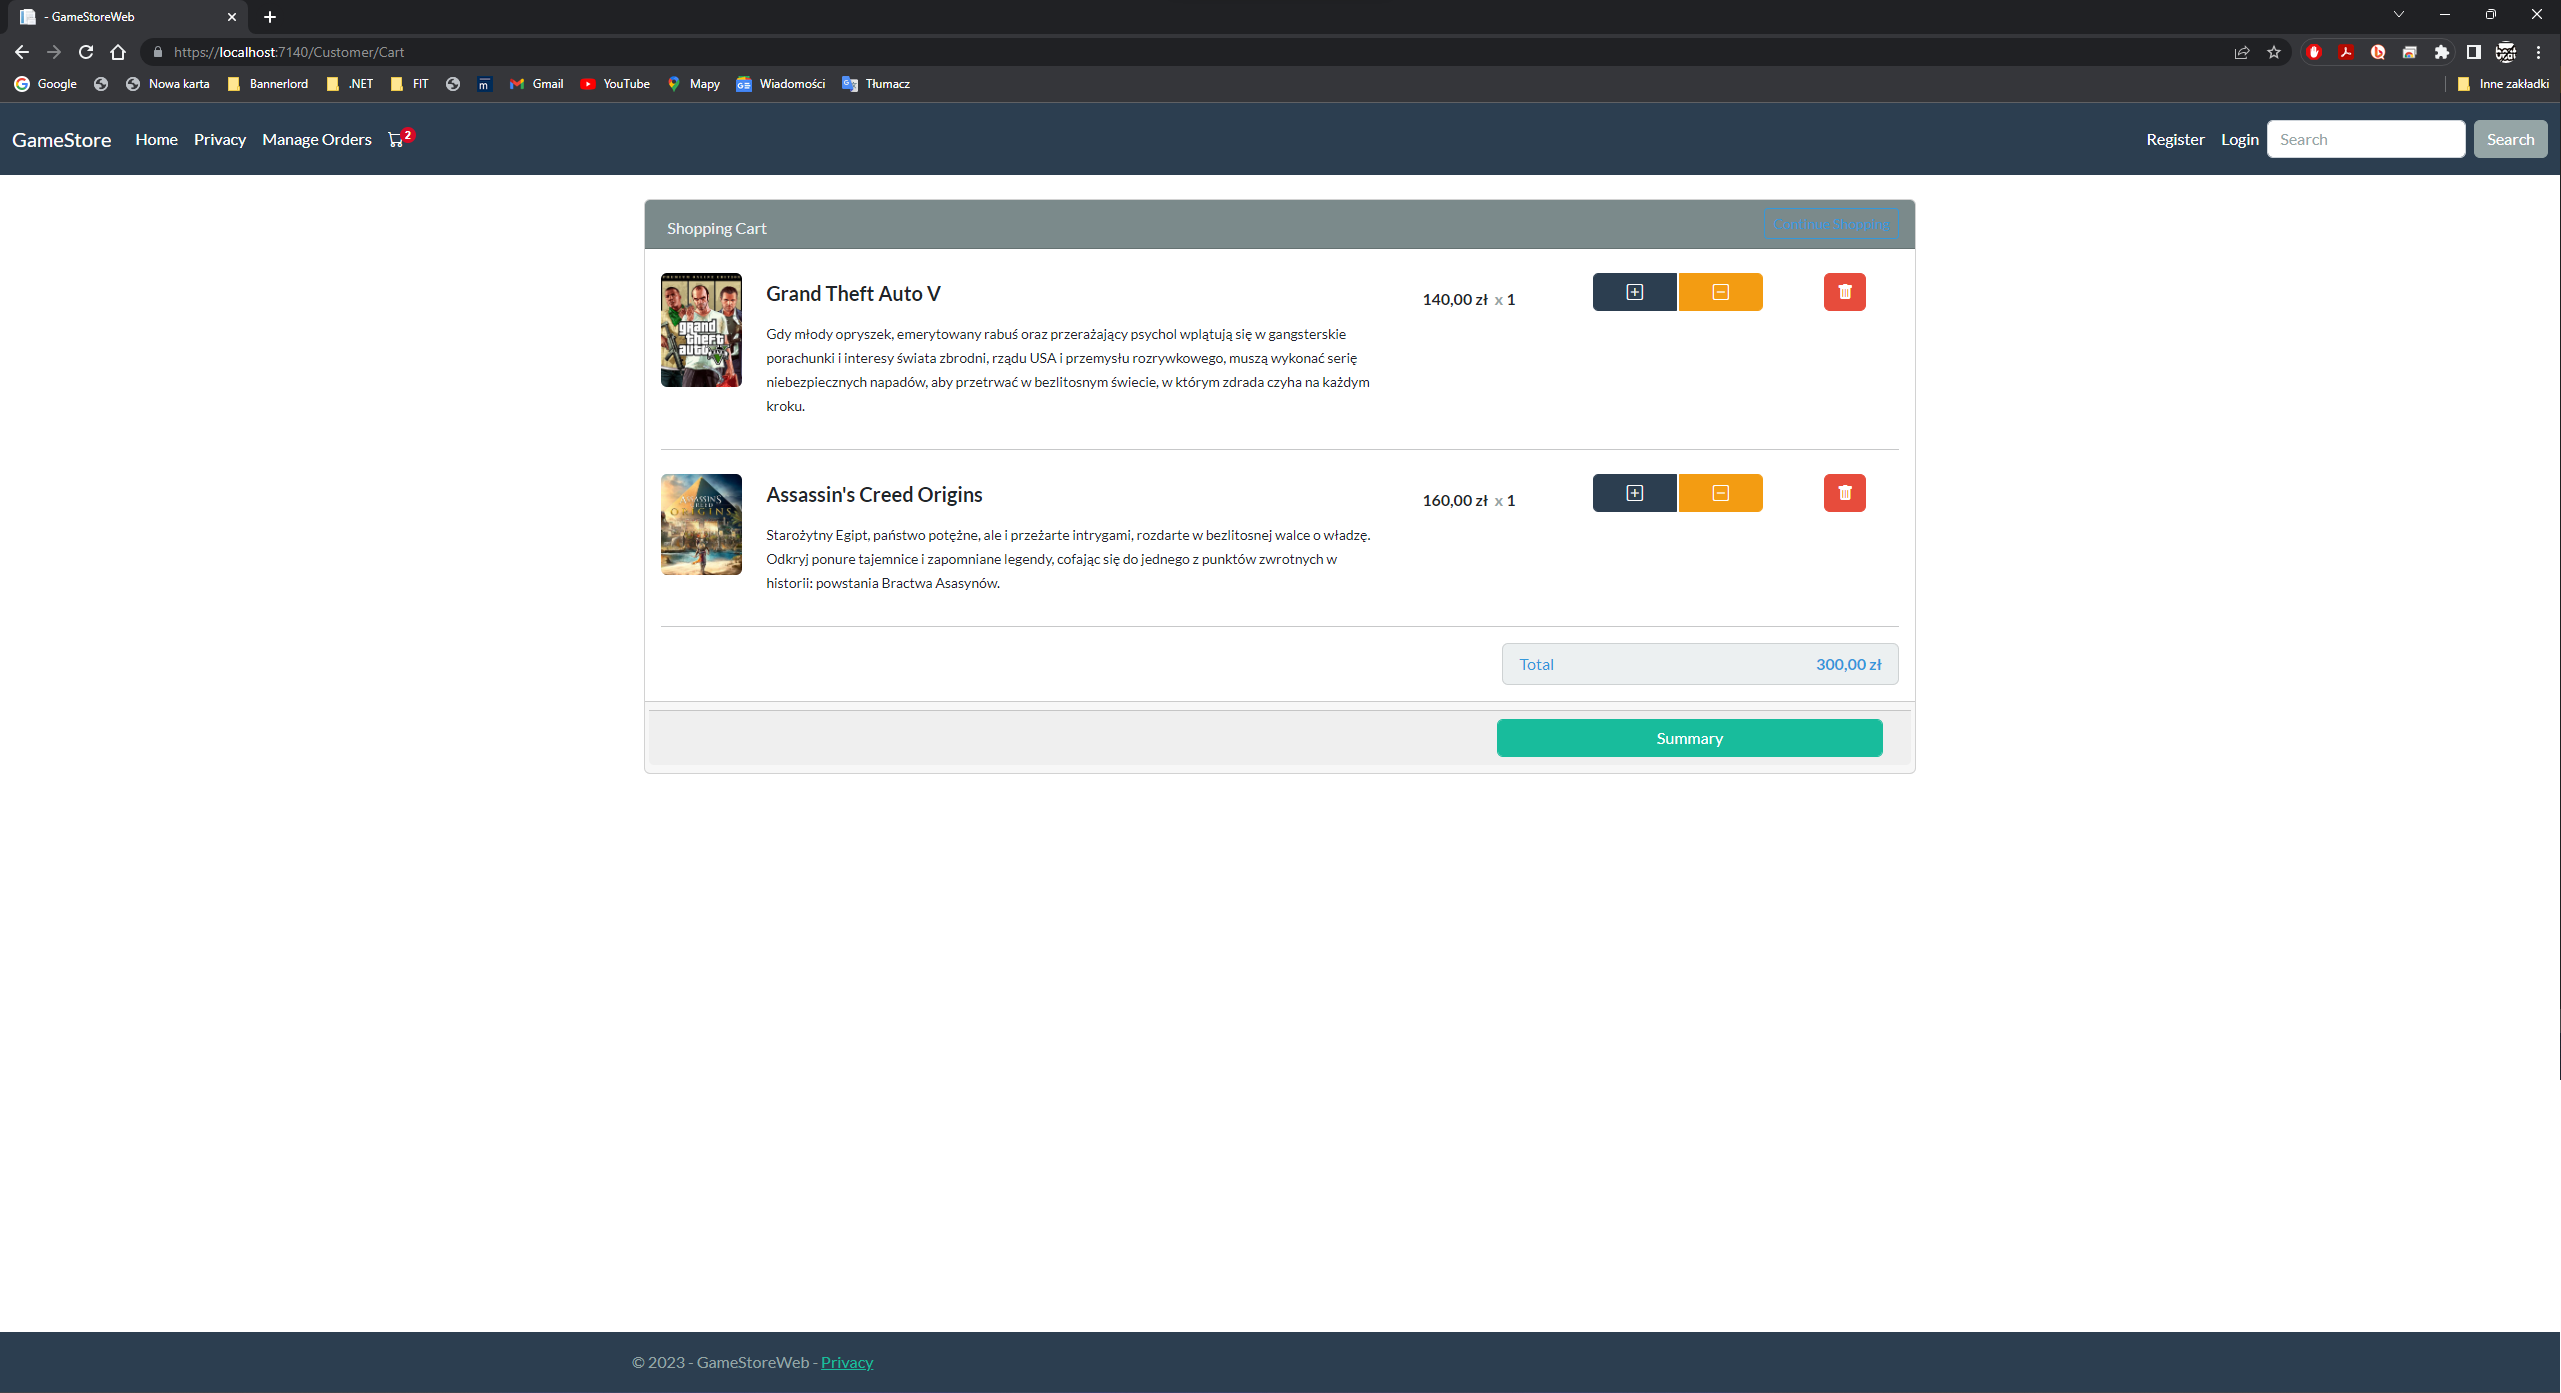 - GameStoreWeb
https://localhost:7140/Customer/Cart
Google
Nowa karta
Bannerlord
.NET
FIT
m
Gmail
YouTube
Mapy
Wiadomości
Tłumacz
Inne zakładki
GameStore
Home
Privacy
Manage Orders
2
Register
Login
Search
Search
Shopping Cart
Continue Shopping
grand theft auto V
Grand Theft Auto V
Gdy młody opryszek, emerytowany rabuś oraz przerażający psychol wplątują się w gangsterskie
porachunki i interesy świata zbrodni, rządu USA i przemysłu rozrywkowego, muszą wykonać serię
niebezpiecznych napadów, aby przetrwać w bezlitosnym świecie, w którym zdrada czyha na każdym
kroku.
140,00 zł x 1
ASSASSIN'S CREED ORIGINS
Assassin's Creed Origins
Starożytny Egipt, państwo potężne, ale i przeżarte intrygami, rozdarte w bezlitosnej walce o władzę.
Odkryj ponure tajemnice i zapomniane legendy, cofając się do jednego z punktów zwrotnych w
historii: powstania Bractwa Asasynów.
160,00 zł x 1
Total
300,00 zł
Summary
© 2023 - GameStoreWeb - Privacy